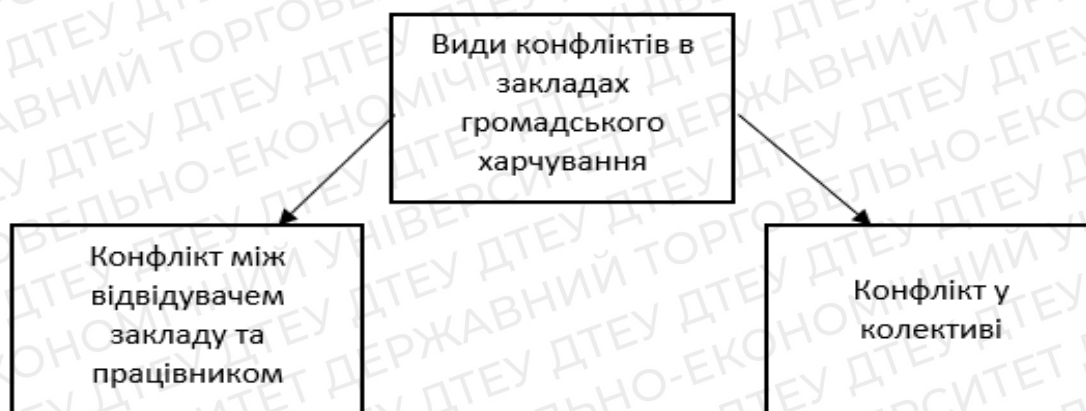 Види конфліктів в
закладах
громадського
харчування
Конфлікт між
відвідувачем
закладу та
працівником
Конфлікт у
колективі